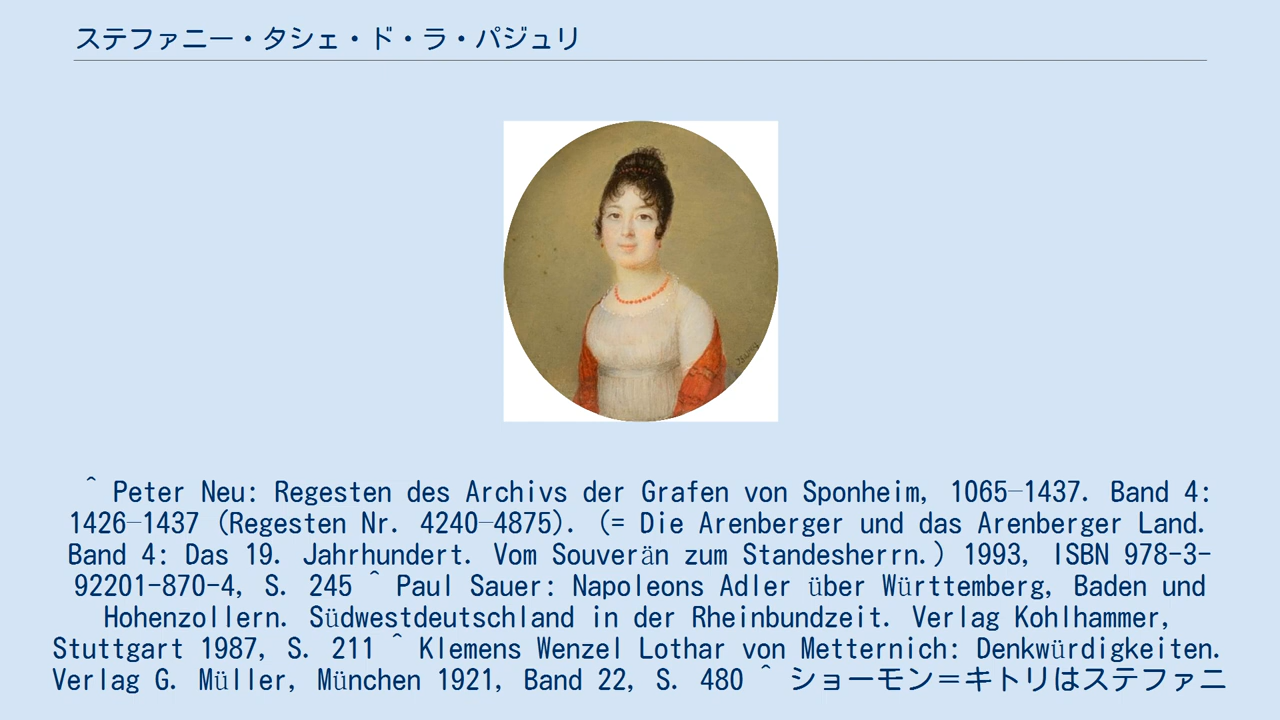 ステファニー・タシェ・ド・ラ・パジュリ
^ Peter Neu: Regesten des Archivs der Grafen von Sponheim, 1065–1437. Band 4:
1426–1437 (Regesten Nr. 4240–4875). (= Die Arenberger und das Arenberger Land.
Band 4: Das 19. Jahrhundert. Vom Souverän zum Standesherrn.) 1993, ISBN 978-3-
92201-870-4, S. 245 ^ Paul Sauer: Napoleons Adler über Württemberg, Baden und
Hohenzollern. Südwestdeutschland in der Rheinbundzeit. Verlag Kohlhammer,
Stuttgart 1987, S. 211 ^ Klemens Wenzel Lothar von Metternich: Denkwürdigkeiten.
Verlag G. Müller, München 1921, Band 22, S. 480 ^ ショーモン=キトリはステファニ